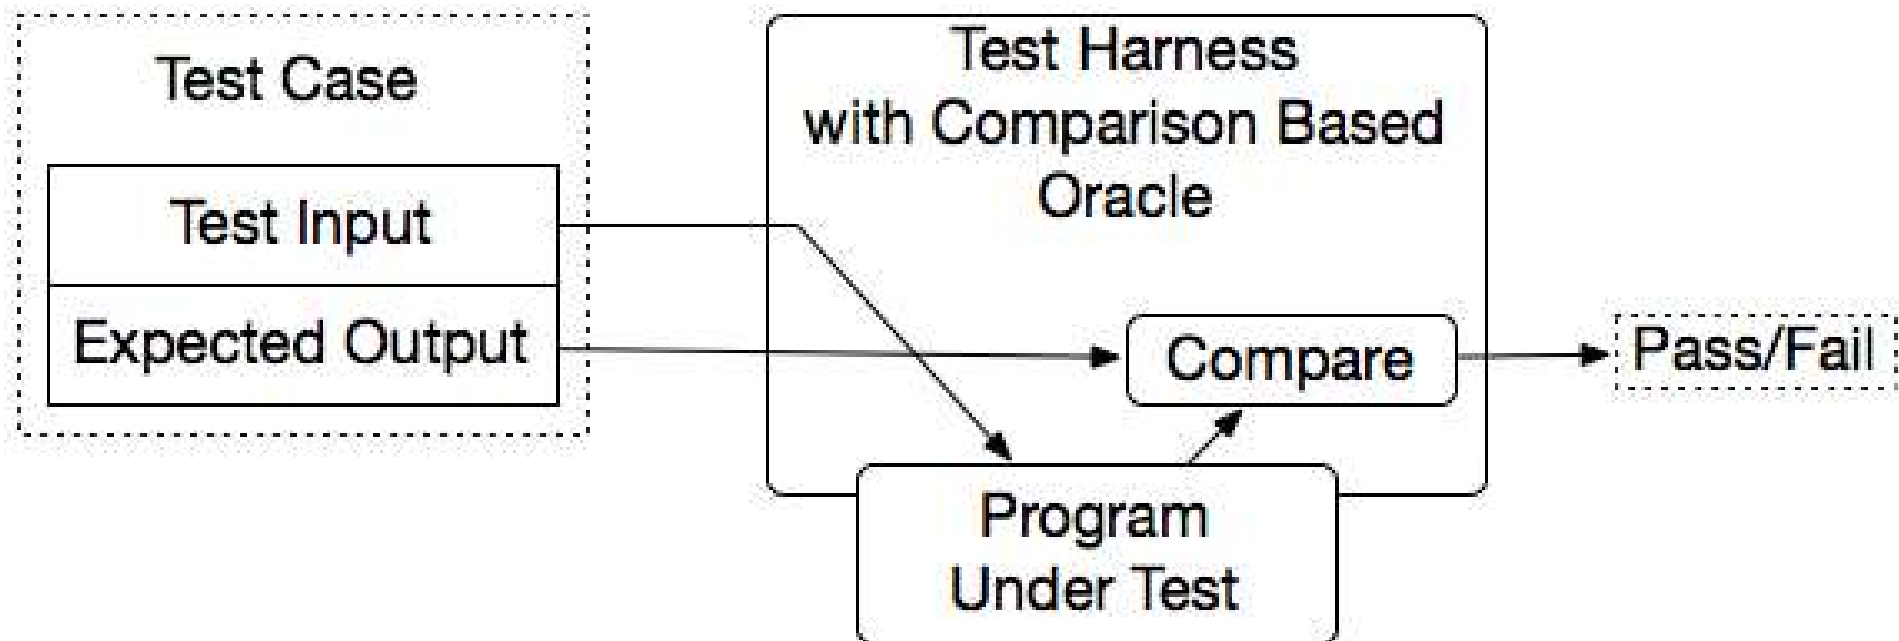 Test Case
Test Input
Expected Output
Test Harness
with Comparison Based
Oracle
Compare
Pass/Fail
Program
Under Test